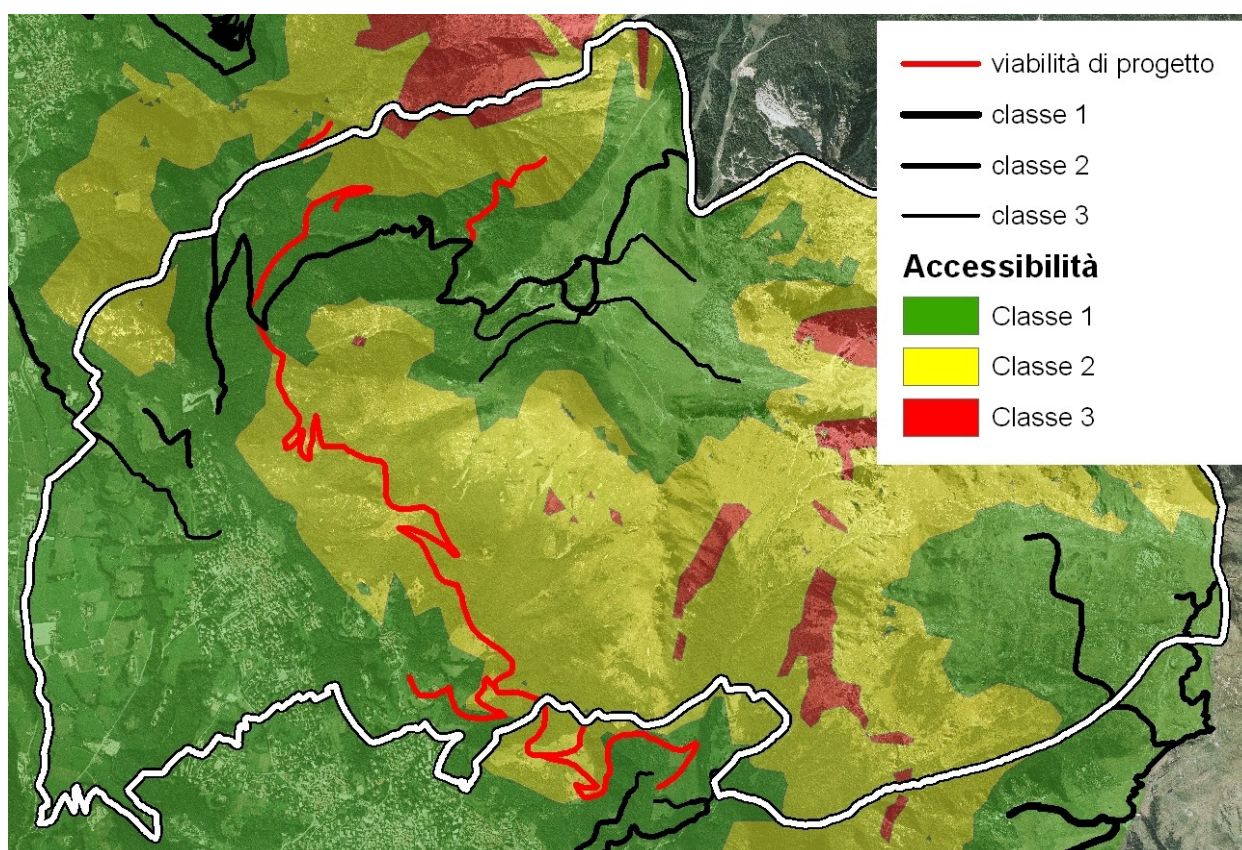 viabilità di progetto
classe 1
classe 2
classe 3
Accessibilità
Classe 1
Classe 2
Classe 3